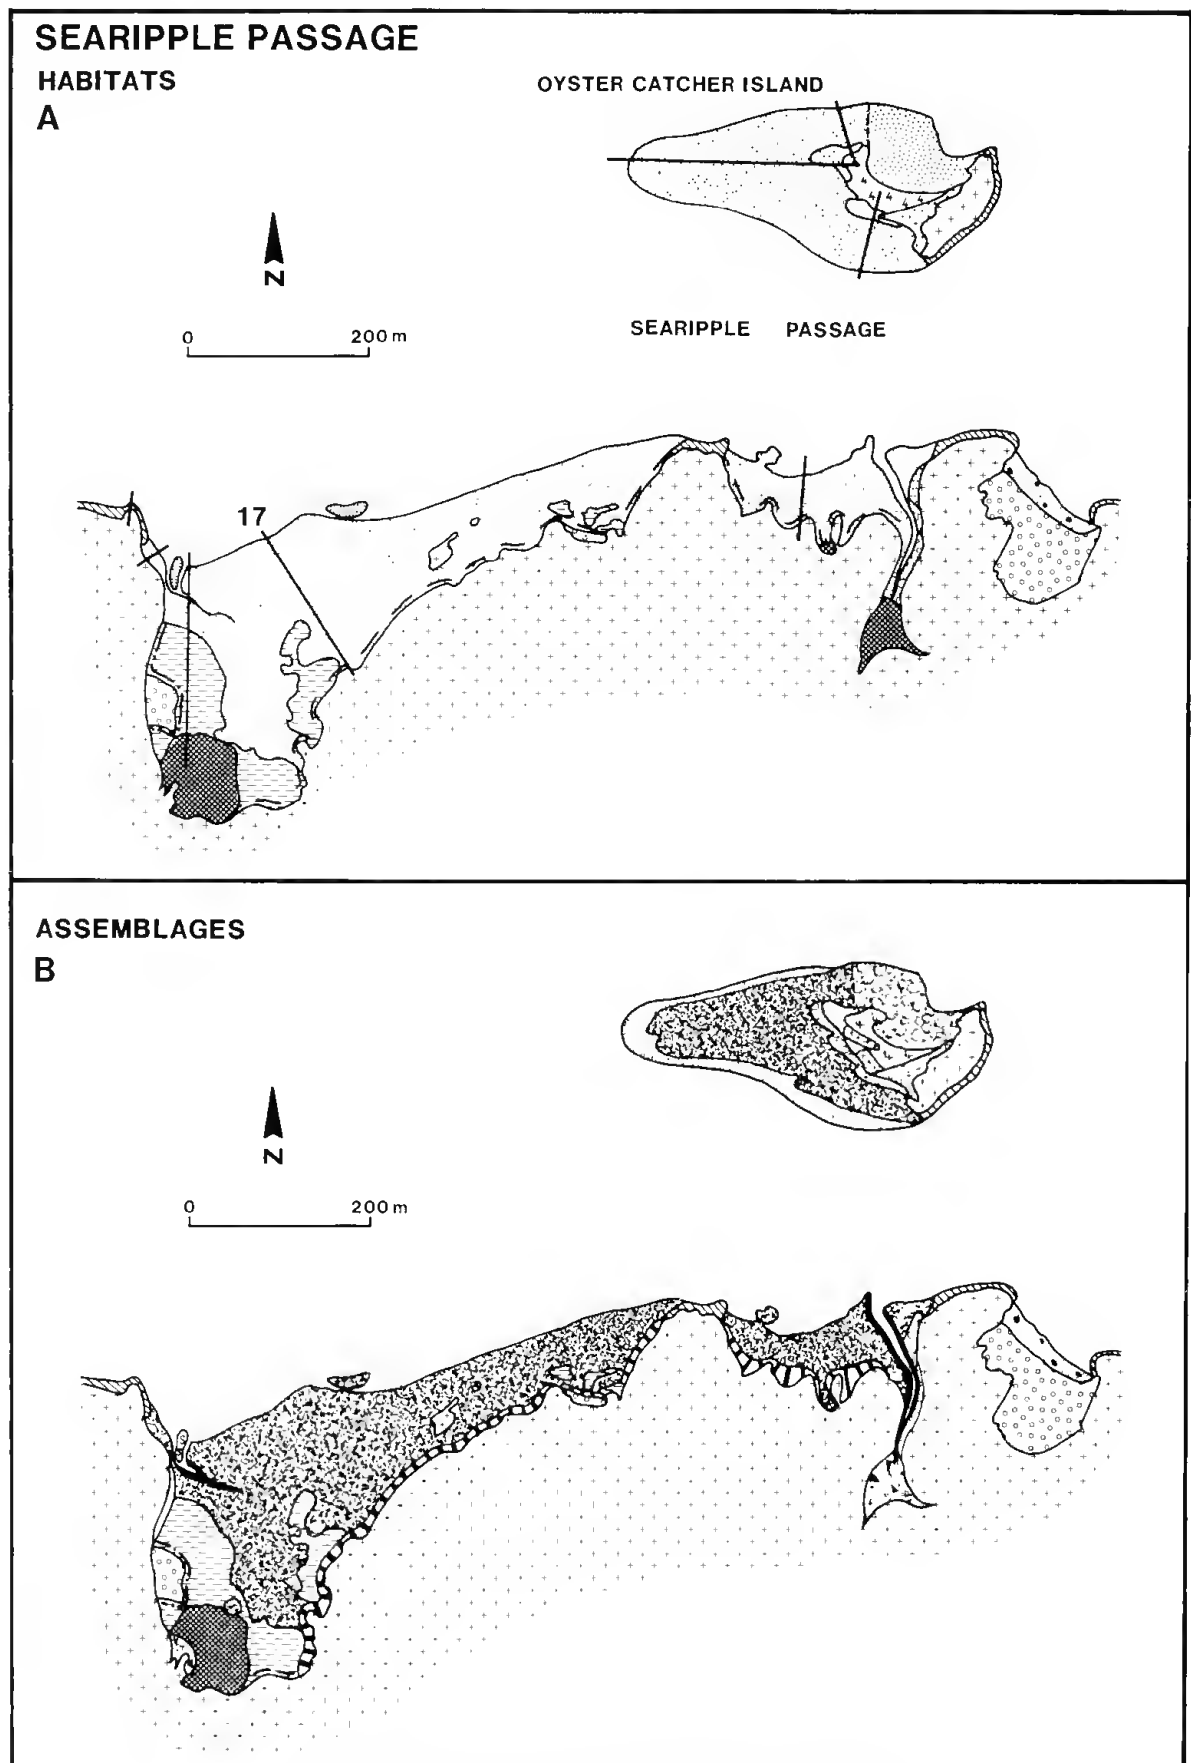 SEARIPPLE PASSAGE
HABITATS
A
OYSTER CATCHER ISLAND
N
0 200 m
SEARIPPLE PASSAGE
17
ASSEMBLAGES
B
N
0 200 m